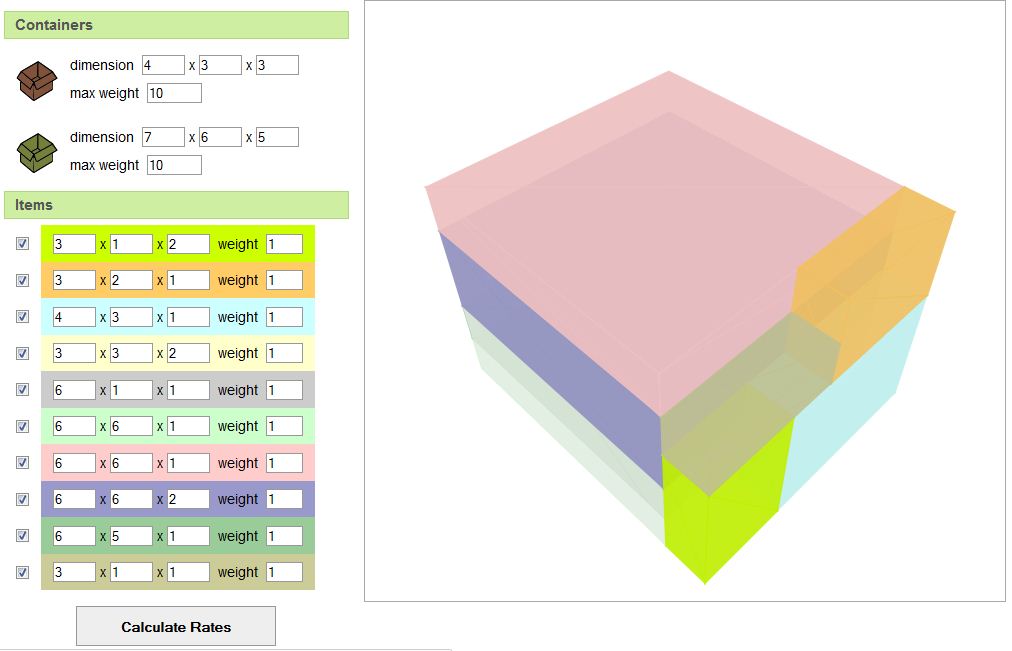 Containers
dimension 4 x 3 x 3
max weight 10
dimension 7 x 6 x 5
max weight 10
Items
3 x 1 x 2 weight 1
3 x 2 x 1 weight 1
4 x 3 x 1 weight 1
3 x 3 x 2 weight 1
6 x 1 x 1 weight 1
6 x 6 x 1 weight 1
6 x 6 x 1 weight 1
6 x 6 x 2 weight 1
6 x 5 x 1 weight 1
3 x 1 x 1 weight 1
Calculate Rates